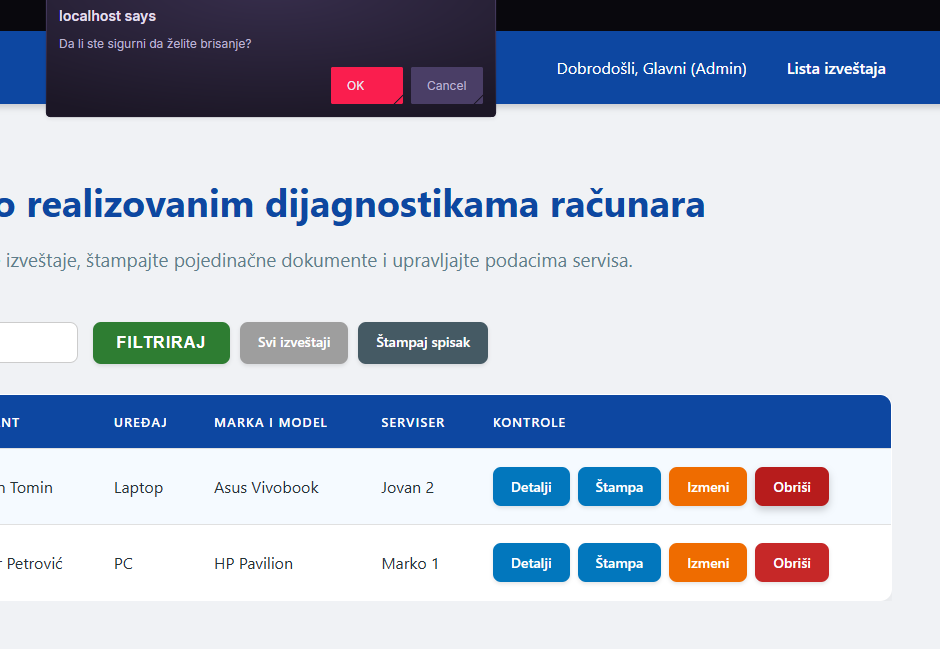 localhost says
Da li ste sigurni da želite brisanje?
OK
Cancel
Dobrodošli, Glavni (Admin)
Lista izveštaja
o realizovanim dijagnostikama računara
izveštaje, štampajte pojedinačne dokumente i upravljajte podacima servisa.
FILTRIRAJ
Svi izveštaji
Štampaj spisak
UREĐAJ MARKA I MODEL SERVISER KONTROLE
Tomin Laptop Asus Vivobook Jovan 2 Detalji Štampa Izmeni Obriši
Petrović PC HP Pavilion Marko 1 Detalji Štampa Izmeni Obriši